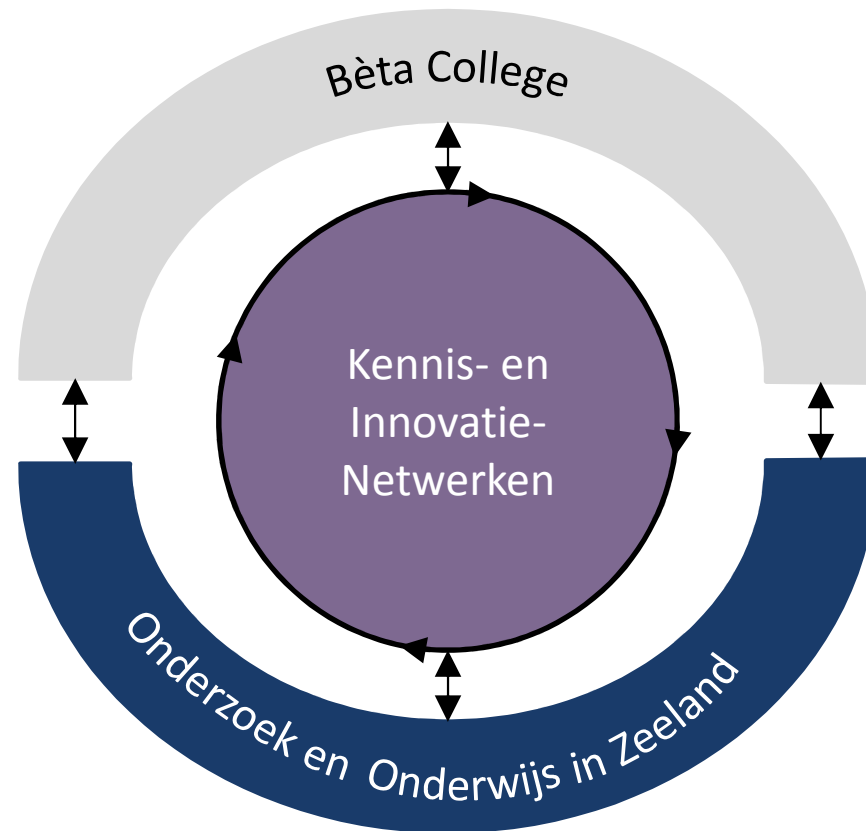 Bèta College
Kennis- en
Innovatie-
Netwerken
Onderzoek en Onderwijs in Zeeland